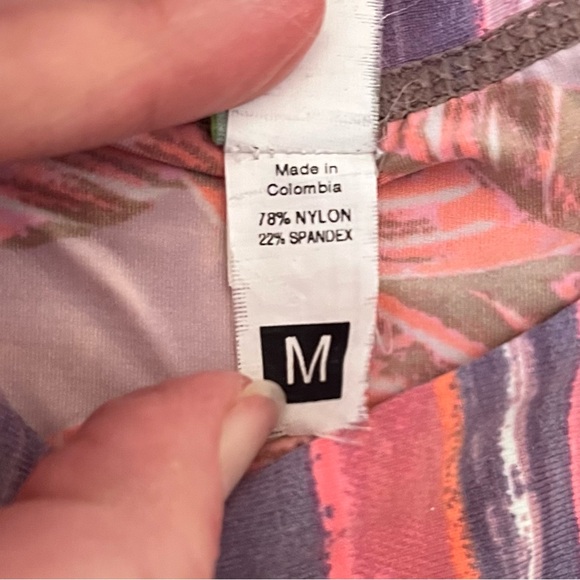 Made in
Colombia
78% NYLON
22% SPANDEX
M